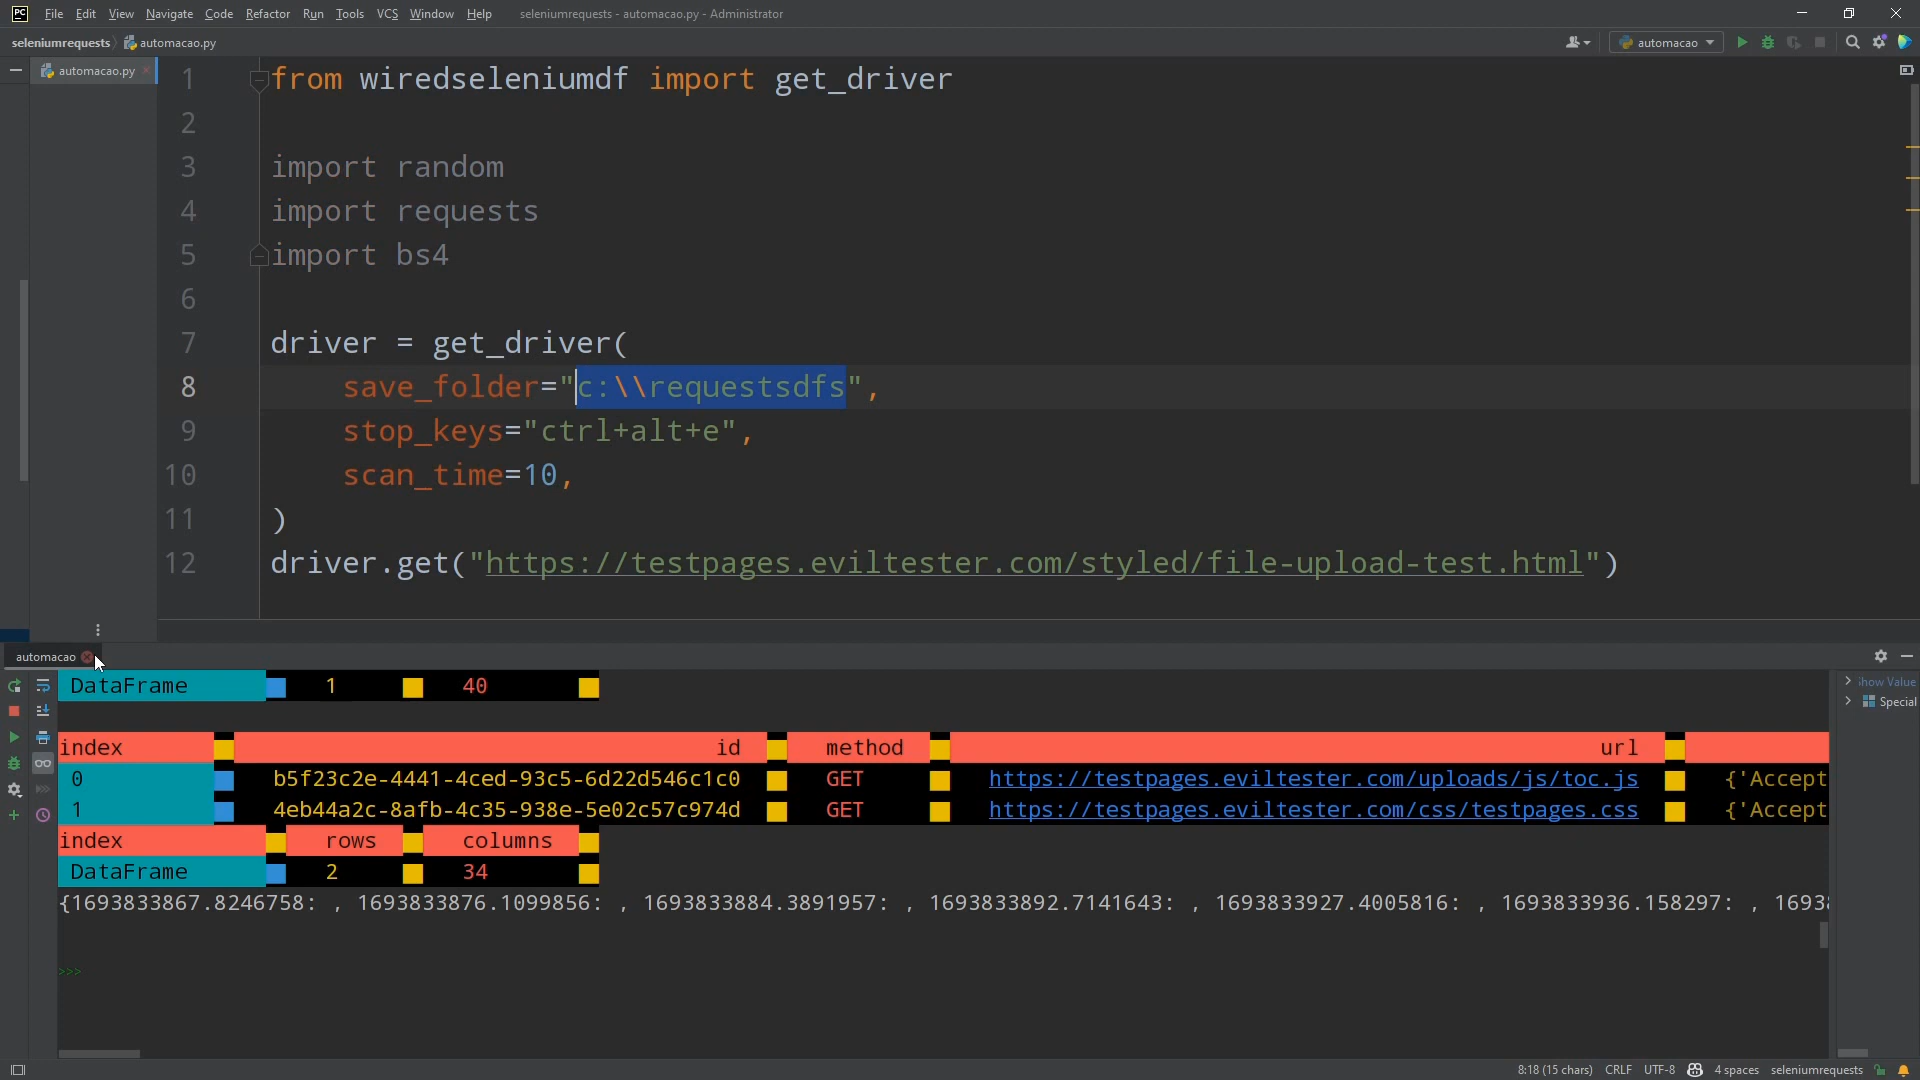 PC File Edit View Navigate Code Refactor Run Tools VCS Window Help seleniumrequests - automacao.py - Administrator
seleniumrequests automacao.py automacao
automacao.py
1 from wiredseleniumdf import get_driver
2
3 import random
4 import requests
5 import bs4
6
7 driver = get_driver(
8 save_folder="c:\\requestsdfs",
9 stop_keys="ctrl+alt+e",
10 scan_time=10,
11 )
12 driver.get("https://testpages.eviltester.com/styled/file-upload-test.html")
automacao
DataFrame 1 40
Show Value
Special
index id method url
0 b5f23c2e-4441-4ced-93c5-6d22d546c1c0 GET https://testpages.eviltester.com/uploads/js/toc.js {'Accept
1 4eb44a2c-8afb-4c35-938e-5e02c57c974d GET https://testpages.eviltester.com/css/testpages.css {'Accept
index rows columns
DataFrame 2 34
{1693833867.8246758: , 1693833876.1099856: , 1693833884.3891957: , 1693833892.7141643: , 1693833927.4005816: , 1693833936.158297: , 1693
>>>
8:18 (15 chars) CRLF UTF-8 4 spaces seleniumrequests